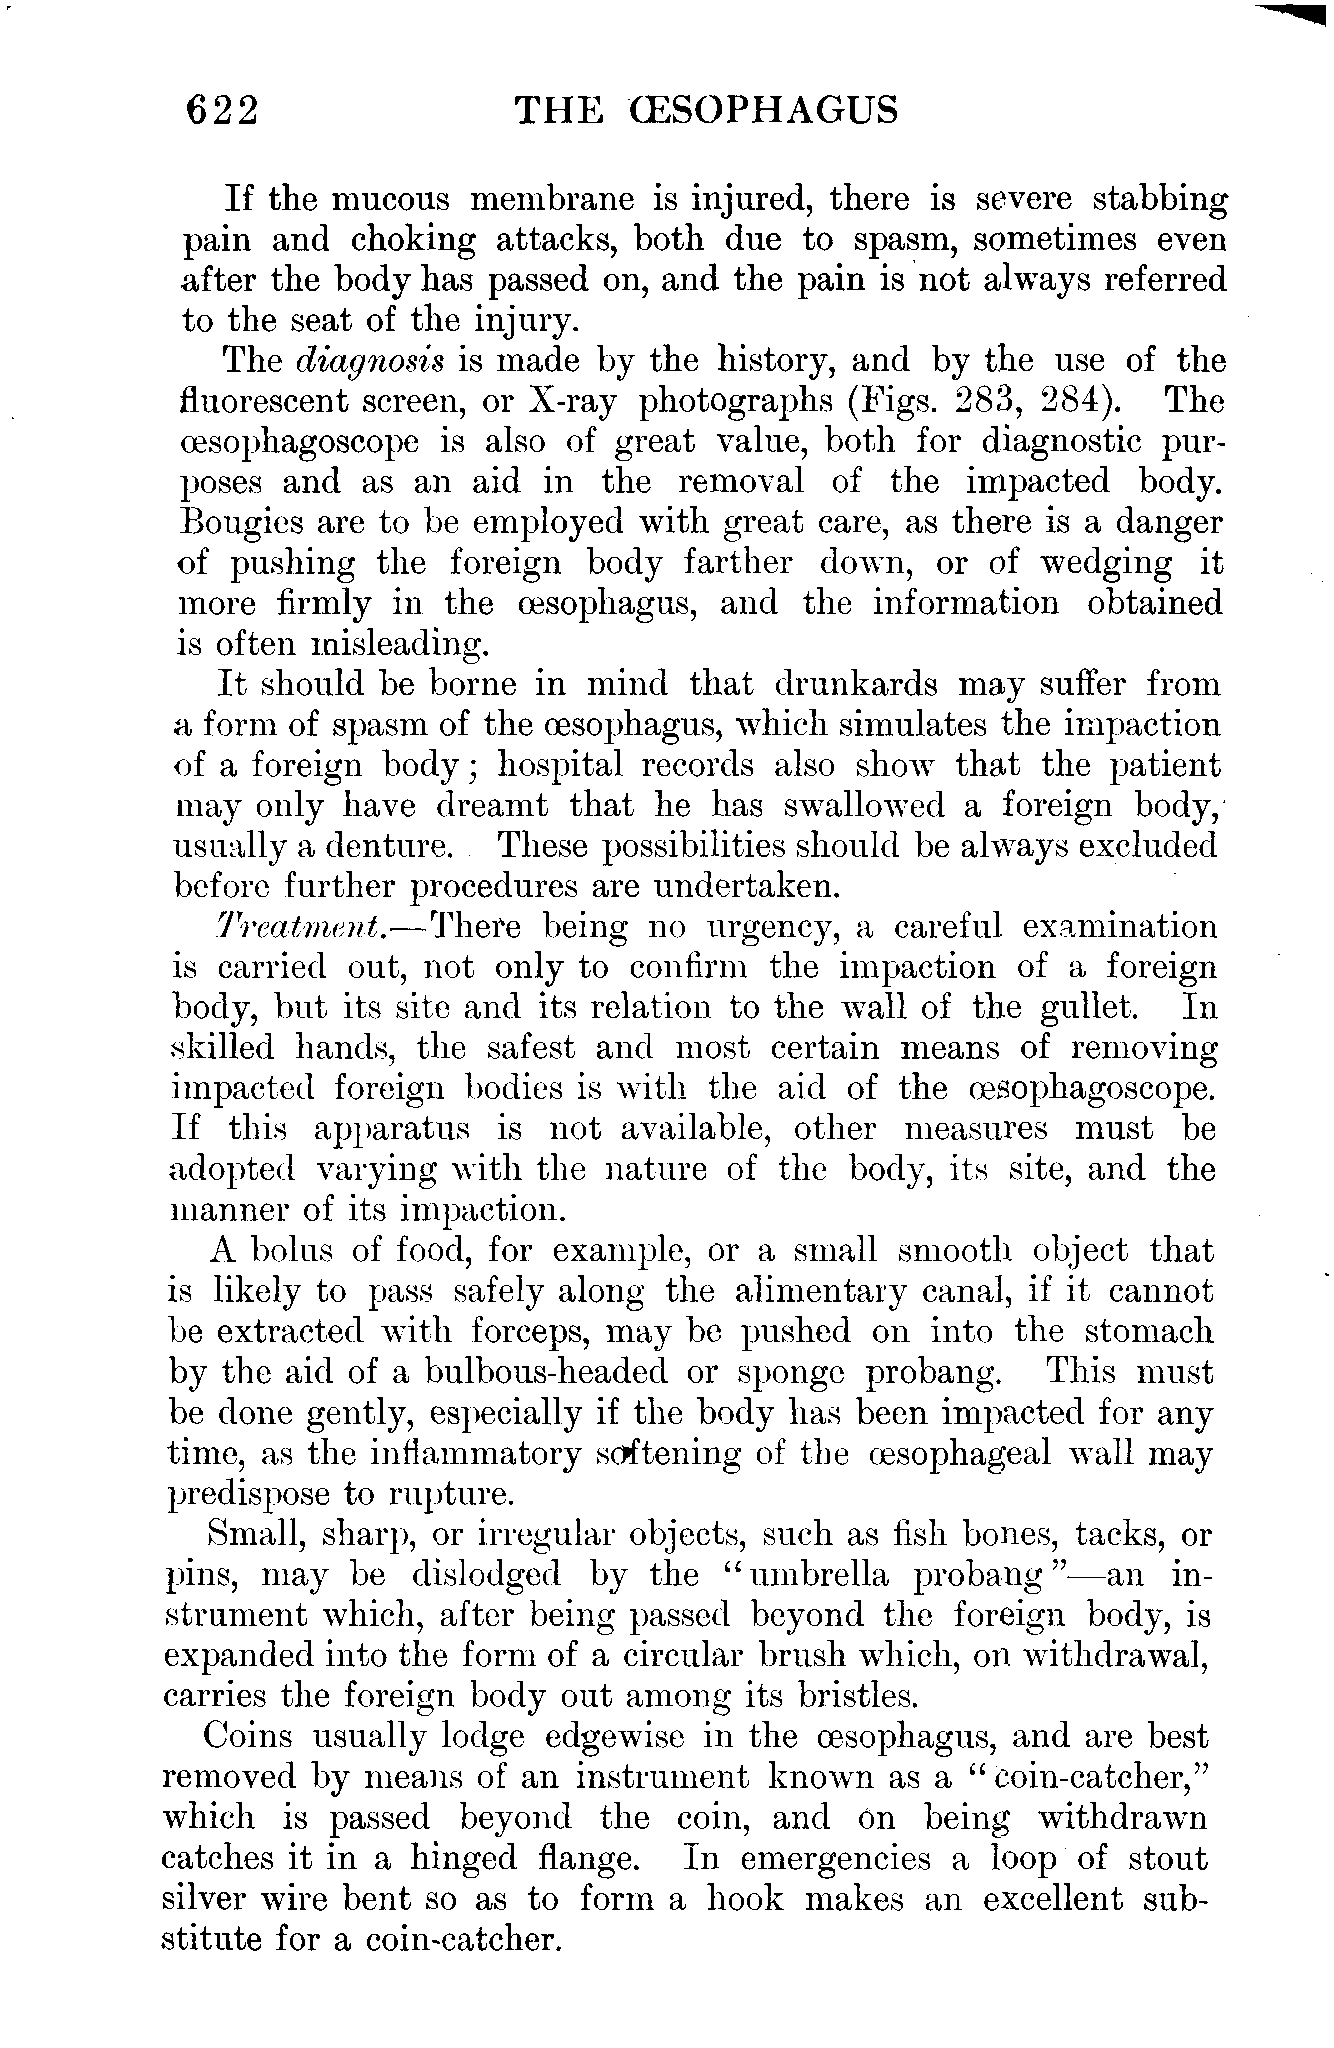 622 THE ŒSOPHAGUS
If the mucous membrane is injured, there is severe stabbing
pain and choking attacks, both due to spasm, sometimes even
after the body has passed on, and the pain is not always referred
to the seat of the injury.
The diagnosis is made by the history, and by the use of the
fluorescent screen, or X-ray photographs (Figs. 283, 284). The
œsophagoscope is also of great value, both for diagnostic pur-
poses and as an aid in the removal of the impacted body.
Bougies are to be employed with great care, as there is a danger
of pushing the foreign body farther down, or of wedging it
more firmly in the œsophagus, and the information obtained
is often misleading.
It should be borne in mind that drunkards may suffer from
a form of spasm of the œsophagus, which simulates the impaction
of a foreign body; hospital records also show that the patient
may only have dreamt that he has swallowed a foreign body,
usually a denture. These possibilities should be always excluded
before further procedures are undertaken.
Treatment.—There being no urgency, a careful examination
is carried out, not only to confirm the impaction of a foreign
body, but its site and its relation to the wall of the gullet. In
skilled hands, the safest and most certain means of removing
impacted foreign bodies is with the aid of the œsophagoscope.
If this apparatus is not available, other measures must be
adopted varying with the nature of the body, its site, and the
manner of its impaction.
A bolus of food, for example, or a small smooth object that
is likely to pass safely along the alimentary canal, if it cannot
be extracted with forceps, may be pushed on into the stomach
by the aid of a bulbous-headed or sponge probang. This must
be done gently, especially if the body has been impacted for any
time, as the inflammatory softening of the œsophageal wall may
predispose to rupture.
Small, sharp, or irregular objects, such as fish bones, tacks, or
pins, may be dislodged by the "umbrella probang"—an in-
strument which, after being passed beyond the foreign body, is
expanded into the form of a circular brush which, on withdrawal,
carries the foreign body out among its bristles.
Coins usually lodge edgewise in the œsophagus, and are best
removed by means of an instrument known as a "coin-catcher,"
which is passed beyond the coin, and on being withdrawn
catches it in a hinged flange. In emergencies a loop of stout
silver wire bent so as to form a hook makes an excellent sub-
stitute for a coin-catcher.